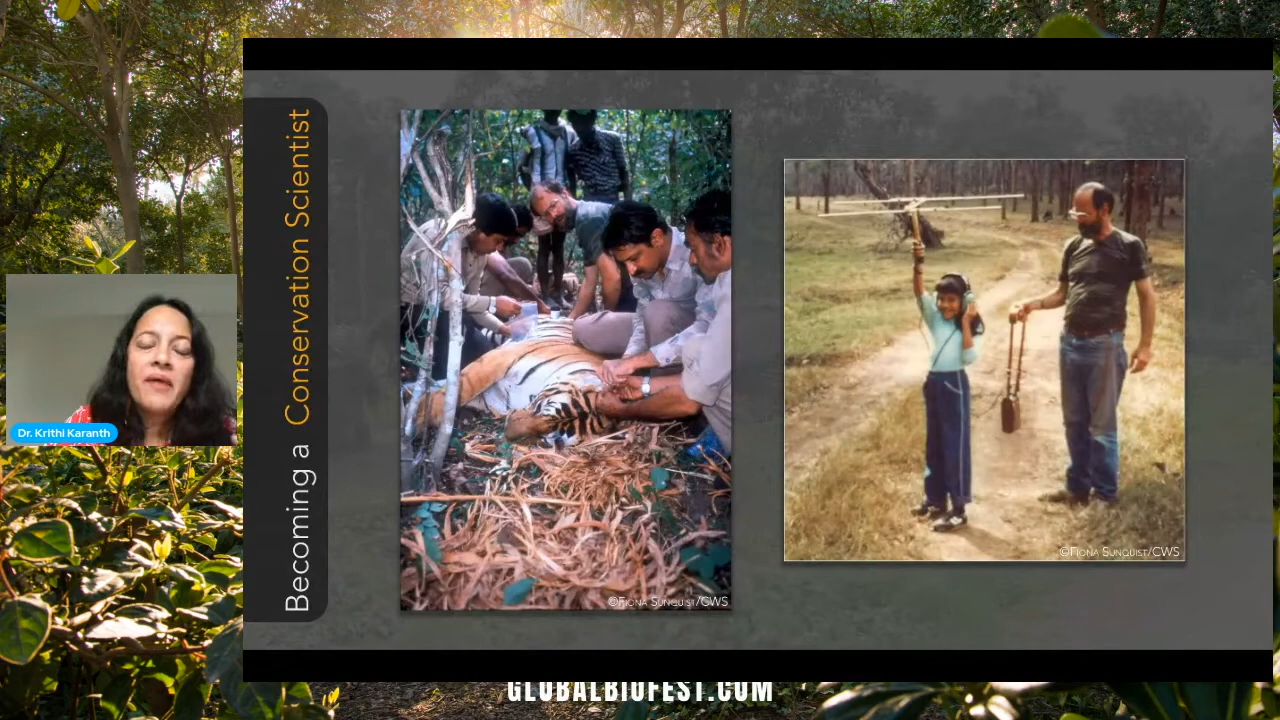 Becoming a Conservation Scientist
Dr. Krithi Karanth
©Fiona Sunquist/CWS
©Fiona Sunquist/CWS
GLOBALBIOFEST.COM